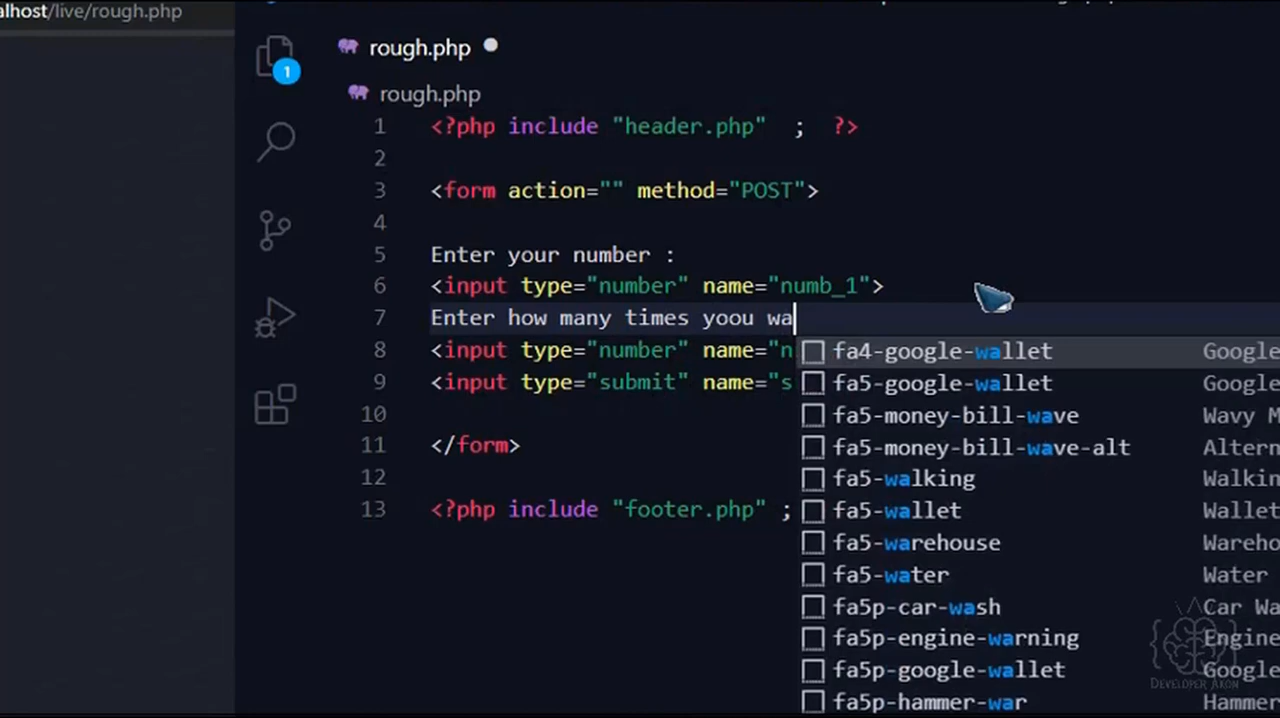 alhost/live/rough.php
rough.php
1
rough.php
1 <?php include "header.php" ; ?>
2
3 <form action="" method="POST">
4
5 Enter your number :
6 <input type="number" name="numb_1">
7 Enter how many times yoou wa
8 <input type="number" name="n
9 <input type="submit" name="s
10
11 </form>
12
13 <?php include "footer.php" ;
fa4-google-wallet Google
fa5-google-wallet Google
fa5-money-bill-wave Wavy M
fa5-money-bill-wave-alt Altern
fa5-walking Walkin
fa5-wallet Wallet
fa5-warehouse Wareho
fa5-water Water
fa5p-car-wash Car Wa
fa5p-engine-warning Engine
fa5p-google-wallet Google
fa5p-hammer-war Hammer
DEVELOPER AKON